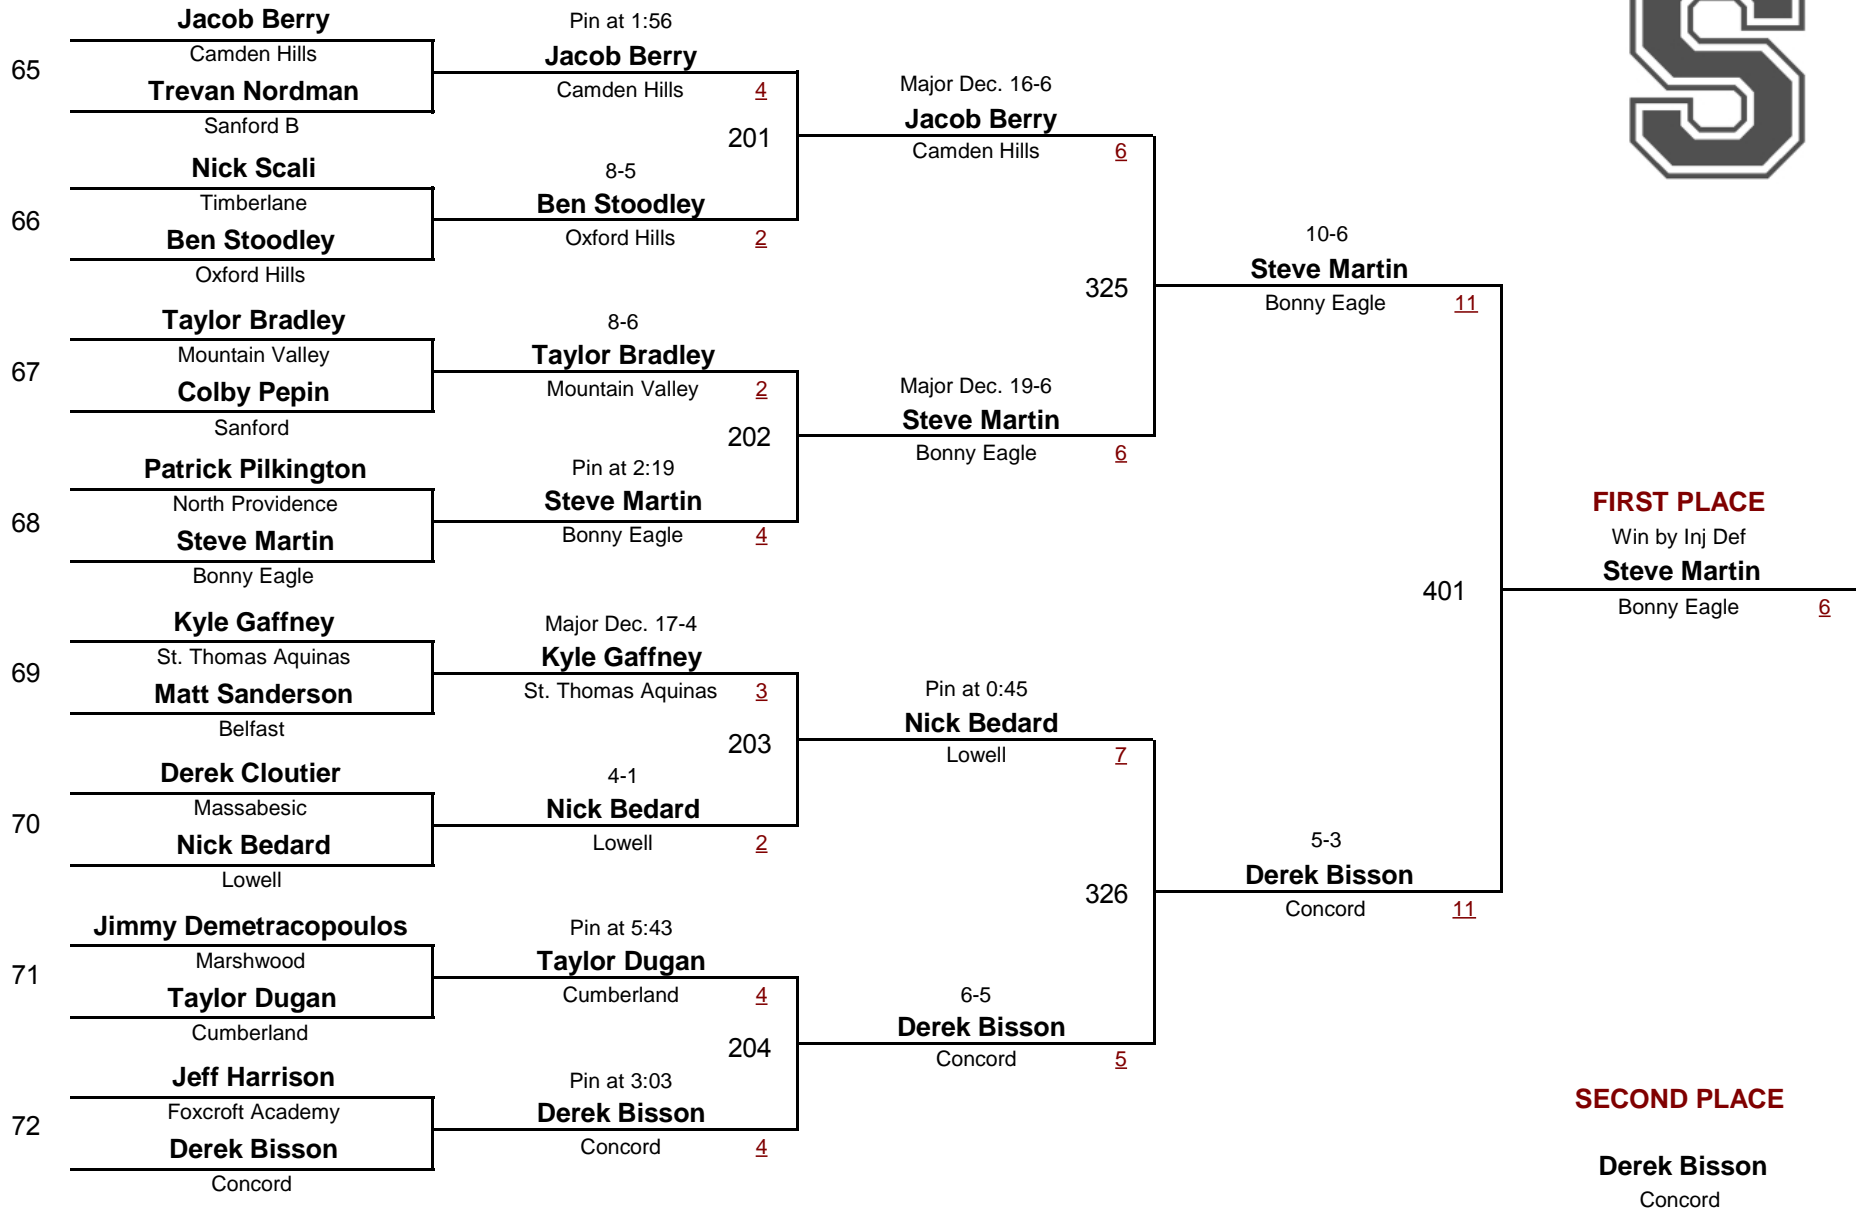 Jacob Berry
Camden Hills
65
Trevan Nordman
Sanford B
Nick Scali
Timberlane
66
Ben Stoodley
Oxford Hills
Taylor Bradley
Mountain Valley
67
Colby Pepin
Sanford
Patrick Pilkington
North Providence
68
Steve Martin
Bonny Eagle
Kyle Gaffney
St. Thomas Aquinas
69
Matt Sanderson
Belfast
Derek Cloutier
Massabesic
70
Nick Bedard
Lowell
Jimmy Demetracopoulos
Marshwood
71
Taylor Dugan
Cumberland
Jeff Harrison
Foxcroft Academy
72
Derek Bisson
Concord
Pin at 1:56
Jacob Berry
Camden Hills 4
201
8-5
Ben Stoodley
Oxford Hills 2
8-6
Taylor Bradley
Mountain Valley 2
202
Pin at 2:19
Steve Martin
Bonny Eagle 4
Major Dec. 17-4
Kyle Gaffney
St. Thomas Aquinas 3
203
4-1
Nick Bedard
Lowell 2
Pin at 5:43
Taylor Dugan
Cumberland 4
204
Pin at 3:03
Derek Bisson
Concord 4
Major Dec. 16-6
Jacob Berry
Camden Hills 6
325
Major Dec. 19-6
Steve Martin
Bonny Eagle 6
Pin at 0:45
Nick Bedard
Lowell 7
326
6-5
Derek Bisson
Concord 5
10-6
Steve Martin
Bonny Eagle 11
401
5-3
Derek Bisson
Concord 11
S
FIRST PLACE
Win by Inj Def
Steve Martin
Bonny Eagle 6
SECOND PLACE
Derek Bisson
Concord